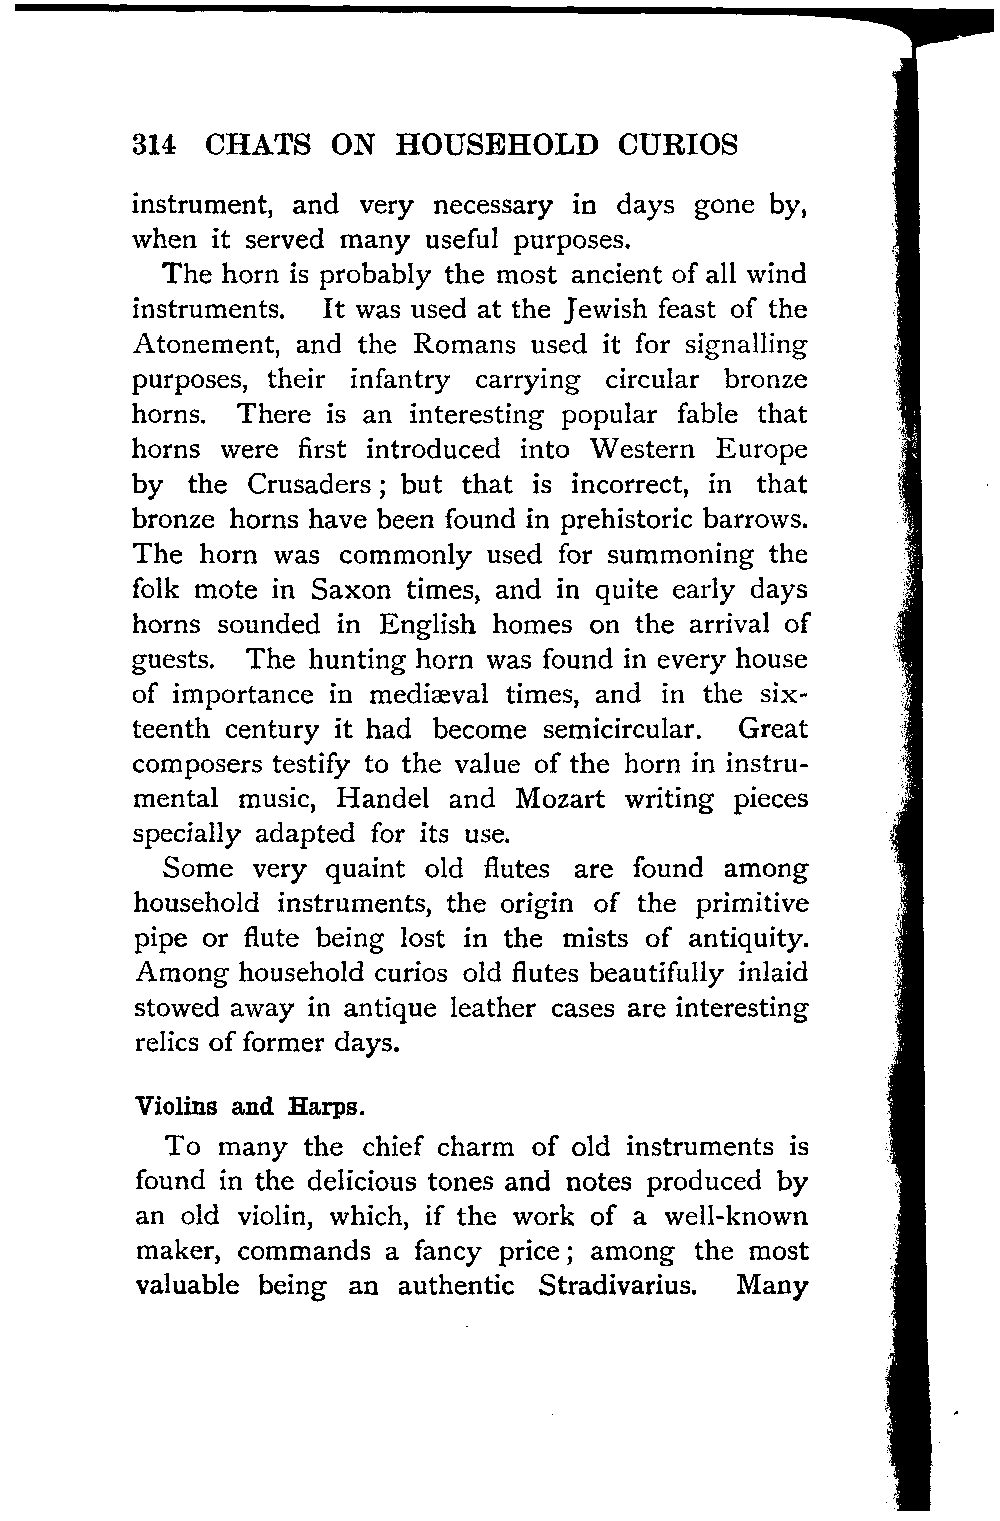 314 CHATS ON HOUSEHOLD CURIOS
instrument, and very necessary in days gone by,
when it served many useful purposes.
The horn is probably the most ancient of all wind
instruments. It was used at the Jewish feast of the
Atonement, and the Romans used it for signalling
purposes, their infantry carrying circular bronze
horns. There is an interesting popular fable that
horns were first introduced into Western Europe
by the Crusaders; but that is incorrect, in that
bronze horns have been found in prehistoric barrows.
The horn was commonly used for summoning the
folk mote in Saxon times, and in quite early days
horns sounded in English homes on the arrival of
guests. The hunting horn was found in every house
of importance in mediæval times, and in the six-
teenth century it had become semicircular. Great
composers testify to the value of the horn in instru-
mental music, Handel and Mozart writing pieces
specially adapted for its use.
Some very quaint old flutes are found among
household instruments, the origin of the primitive
pipe or flute being lost in the mists of antiquity.
Among household curios old flutes beautifully inlaid
stowed away in antique leather cases are interesting
relics of former days.
Violins and Harps.
To many the chief charm of old instruments is
found in the delicious tones and notes produced by
an old violin, which, if the work of a well-known
maker, commands a fancy price; among the most
valuable being an authentic Stradivarius. Many